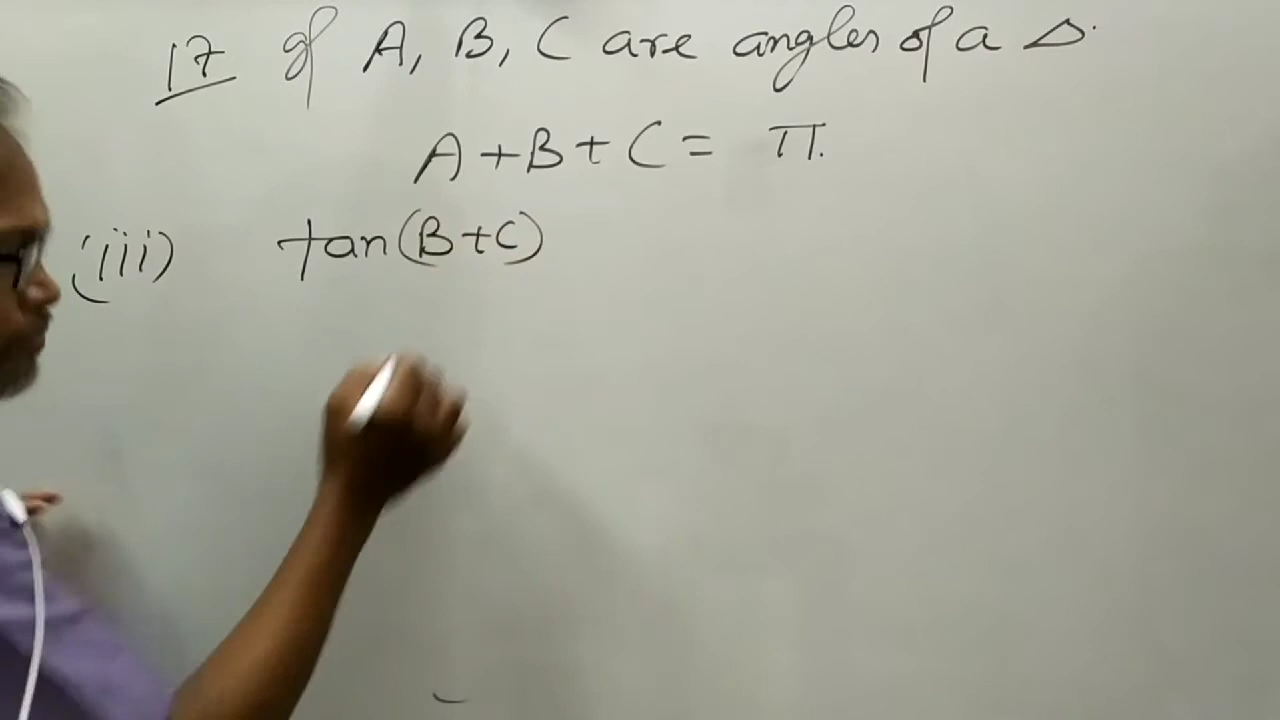 17 If A, B, C are angles of a Δ.
A+B+C = π.
(iii) tan(B+C)